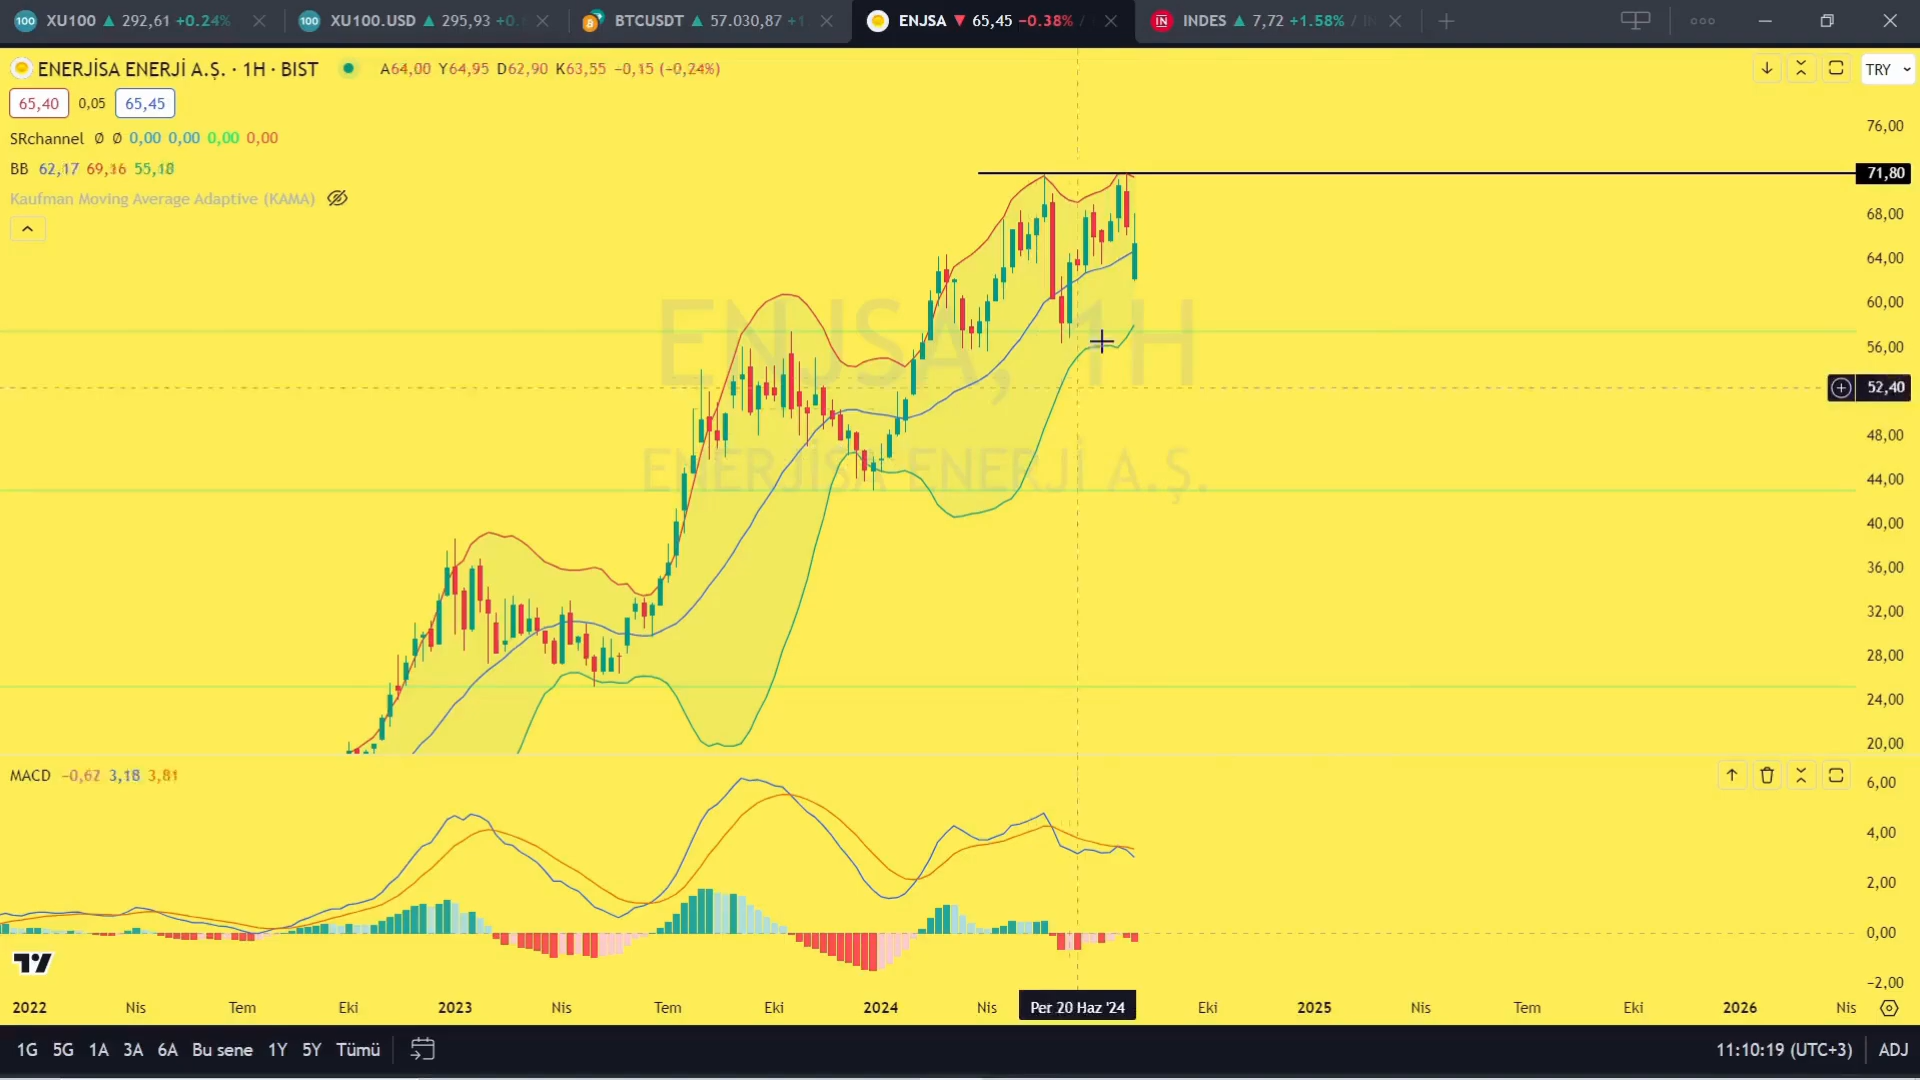 XU100 ▲ 292,61 +0.24%
XU100.USD ▲ 295,93 +0.
BTCUSDT ▲ 57.030,87 +1
ENJSA ▼ 65,45 −0.38% /
INDES ▲ 7,72 +1.58% /
ENERJİSA ENERJİ A.Ş. · 1H · BIST
A64,00 Y64,95 D62,90 K63,55 −0,15 (−0,24%)
TRY
65,40 0,05 65,45
SRchannel Ø Ø 0,00 0,00 0,00 0,00
BB 62,17 69,16 55,18
Kaufman Moving Average Adaptive (KAMA)
ENJSA, 1H
ENERJİSA ENERJİ A.Ş.
76,00
71,80
68,00
64,00
60,00
56,00
52,40
48,00
44,00
40,00
36,00
32,00
28,00
24,00
20,00
MACD −0,62 3,18 3,81
6,00
4,00
2,00
0,00
−2,00
2022 Nis Tem Eki 2023 Nis Tem Eki 2024 Nis Per 20 Haz '24 Eki 2025 Nis Tem Eki 2026 Nis
1G 5G 1A 3A 6A Bu sene 1Y 5Y Tümü
11:10:19 (UTC+3) ADJ